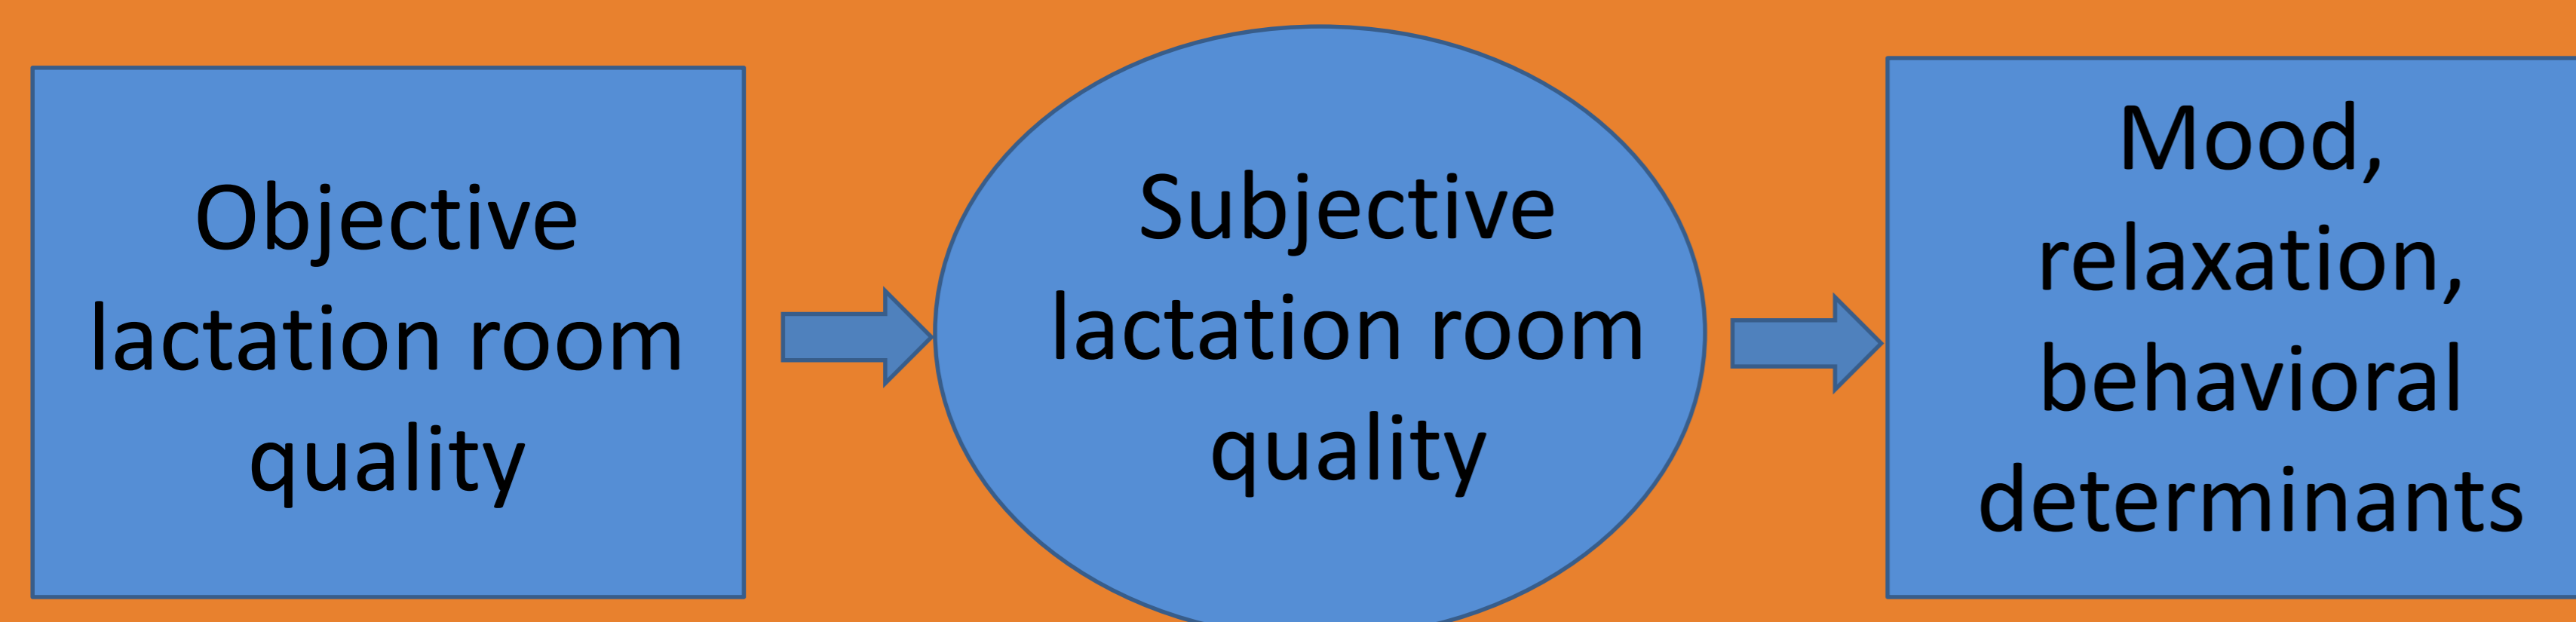 Objective
lactation room
quality
Subjective
lactation room
quality
Mood,
relaxation,
behavioral
determinants